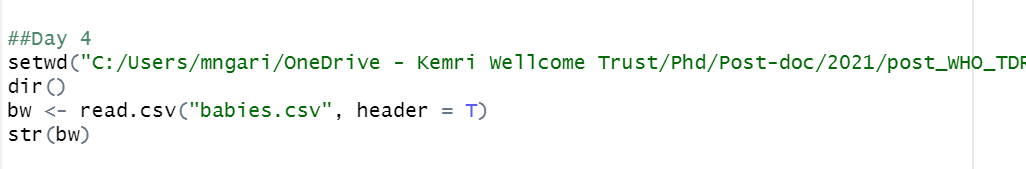 ##Day 4
setwd("C:/Users/mngari/OneDrive - Kemri Wellcome Trust/Phd/Post-doc/2021/post_WHO_TDR
dir()
bw <- read.csv("babies.csv", header = T)
str(bw)